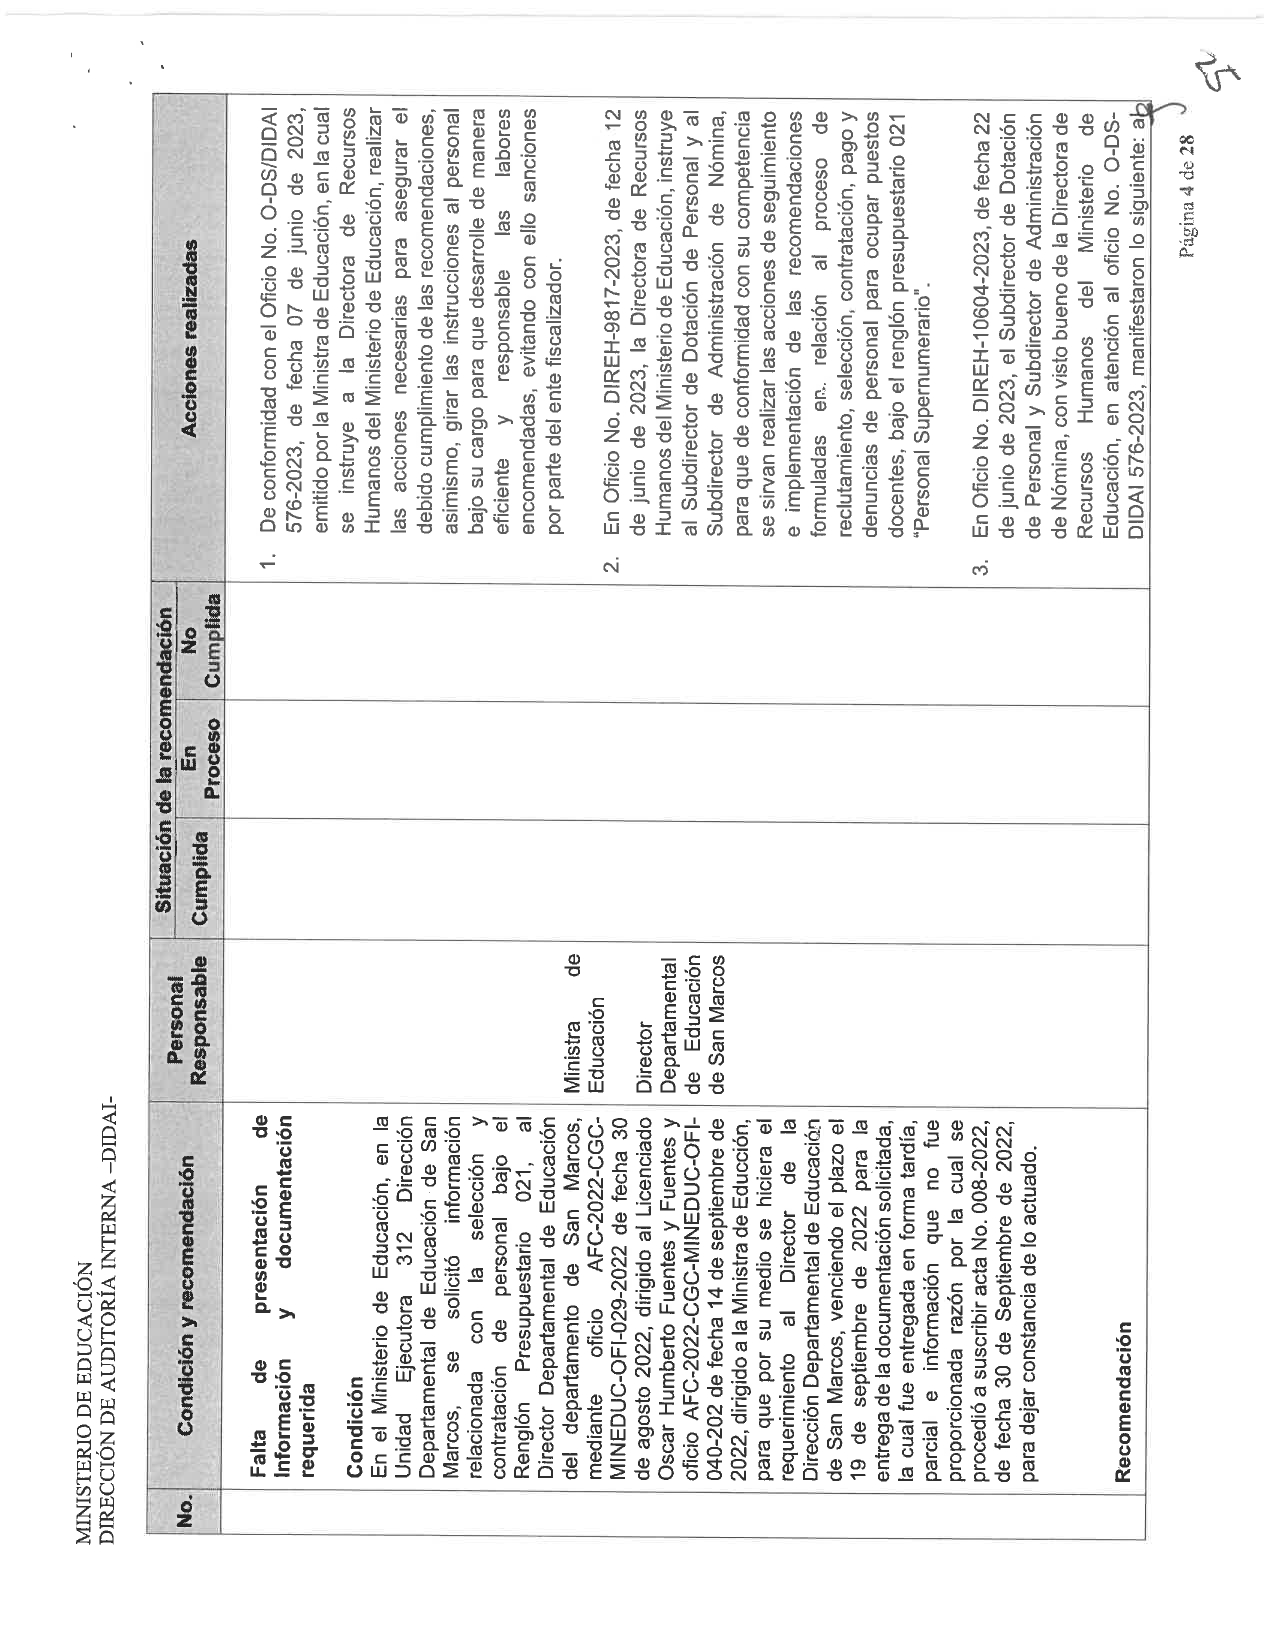 MINISTERIO DE EDUCACIÓN
DIRECCIÓN DE AUDITORÍA INTERNA –DIDAI-
No.
Condición y recomendación
Personal
Responsable
Situación de la recomendación
Cumplida
En
Proceso
No
Cumplida
Acciones realizadas
Falta de presentación de
Información y documentación
requerida
Condición
En el Ministerio de Educación, en la
Unidad Ejecutora 312 Dirección
Departamental de Educación de San
Marcos, se solicitó información
relacionada con la selección y
contratación de personal bajo el
Renglón Presupuestario 021, al
Director Departamental de Educación
del departamento de San Marcos,
mediante oficio AFC-2022-CGC-
MINEDUC-OFI-029-2022 de fecha 30
de agosto 2022, dirigido al Licenciado
Oscar Humberto Fuentes y Fuentes y
oficio AFC-2022-CGC-MINEDUC-OFI-
040-202 de fecha 14 de septiembre de
2022, dirigido a la Ministra de Educción,
para que por su medio se hiciera el
requerimiento al Director de la
Dirección Departamental de Educación
de San Marcos, venciendo el plazo el
19 de septiembre de 2022 para la
entrega de la documentación solicitada,
la cual fue entregada en forma tardía,
parcial e información que no fue
proporcionada razón por la cual se
procedió a suscribir acta No. 008-2022,
de fecha 30 de Septiembre de 2022,
para dejar constancia de lo actuado.
Recomendación
Ministra de
Educación
Director
Departamental
de Educación
de San Marcos
1. De conformidad con el Oficio No. O-DS/DIDAI
576-2023, de fecha 07 de junio de 2023,
emitido por la Ministra de Educación, en la cual
se instruye a la Directora de Recursos
Humanos del Ministerio de Educación, realizar
las acciones necesarias para asegurar el
debido cumplimiento de las recomendaciones,
asimismo, girar las instrucciones al personal
bajo su cargo para que desarrolle de manera
eficiente y responsable las labores
encomendadas, evitando con ello sanciones
por parte del ente fiscalizador.
2. En Oficio No. DIREH-9817-2023, de fecha 12
de junio de 2023, la Directora de Recursos
Humanos del Ministerio de Educación, instruye
al Subdirector de Dotación de Personal y al
Subdirector de Administración de Nómina,
para que de conformidad con su competencia
se sirvan realizar las acciones de seguimiento
e implementación de las recomendaciones
formuladas en relación al proceso de
reclutamiento, selección, contratación, pago y
denuncias de personal para ocupar puestos
docentes, bajo el renglón presupuestario 021
"Personal Supernumerario".
3. En Oficio No. DIREH-10604-2023, de fecha 22
de junio de 2023, el Subdirector de Dotación
de Personal y Subdirector de Administración
de Nómina, con visto bueno de la Directora de
Recursos Humanos del Ministerio de
Educación, en atención al oficio No. O-DS-
DIDAI 576-2023, manifestaron lo siguiente:
Página 4 de 28
25